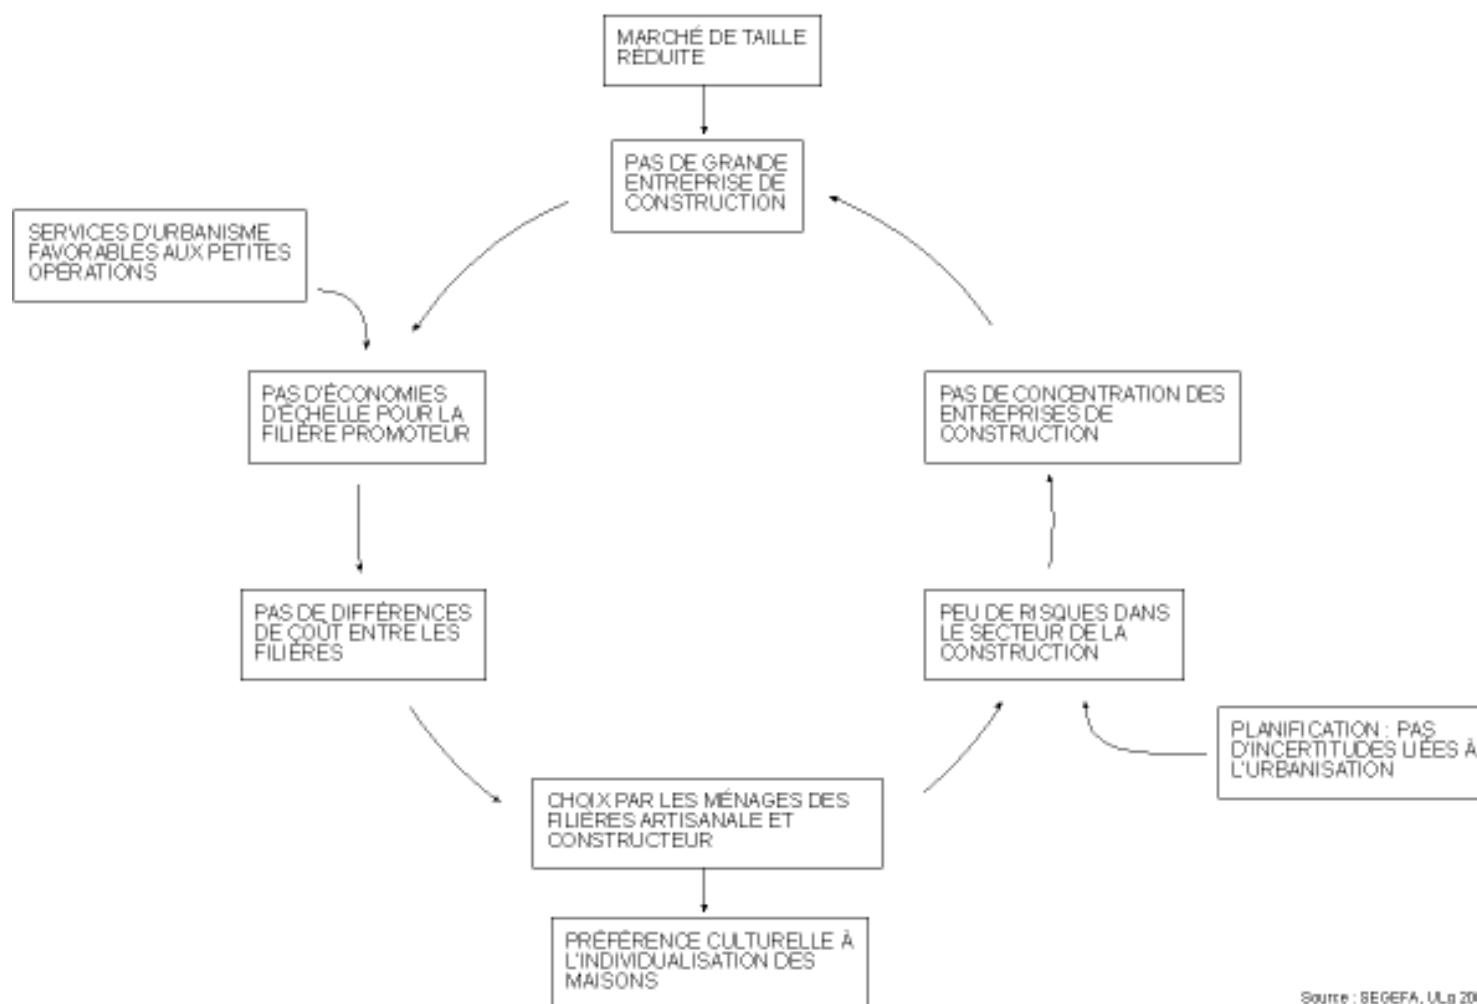 MARCHÉ DE TAILLE
RÉDUITE
PAS DE GRANDE
ENTREPRISE DE
CONSTRUCTION
SERVICES D'URBANISME
FAVORABLES AUX PETITES
OPÉRATIONS
PAS D'ÉCONOMIES
D'ÉCHELLE POUR LA
FILIÈRE PROMOTEUR
PAS DE CONCENTRATION DES
ENTREPRISES DE
CONSTRUCTION
PAS DE DIFFÉRENCES
DE COÛT ENTRE LES
FILIÈRES
PEU DE RISQUES DANS
LE SECTEUR DE LA
CONSTRUCTION
PLANIFICATION : PAS
D'INCERTITUDES LIÉES À
L'URBANISATION
CHOIX PAR LES MÉNAGES DES
FILIÈRES ARTISANALE ET
CONSTRUCTEUR
PRÉFÉRENCE CULTURELLE À
L'INDIVIDUALISATION DES
MAISONS
Source : SEGEFA, ULg